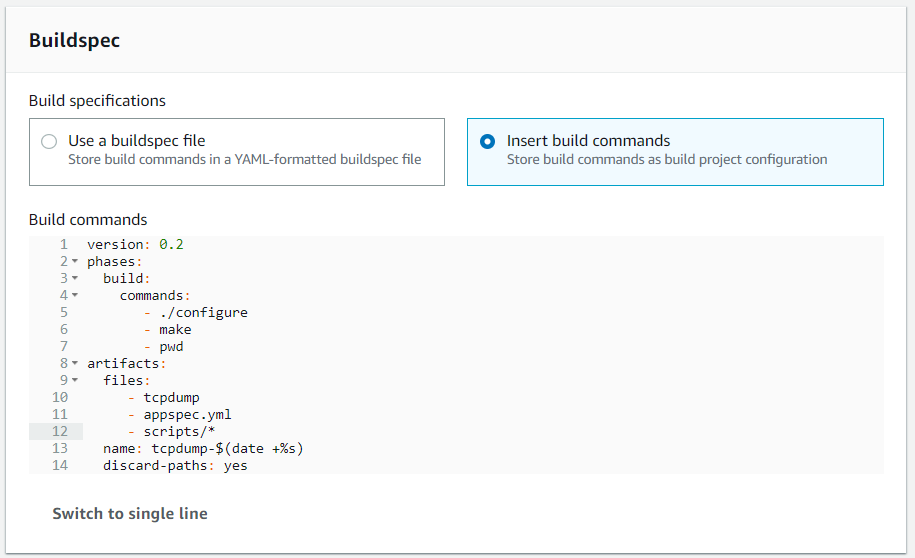 Buildspec
Build specifications
Use a buildspec file
Store build commands in a YAML-formatted buildspec file
Insert build commands
Store build commands as build project configuration
Build commands
1 version: 0.2
2 phases:
3   build:
4     commands:
5        - ./configure
6        - make
7        - pwd
8 artifacts:
9   files:
10      - tcpdump
11      - appspec.yml
12      - scripts/*
13   name: tcpdump-$(date +%s)
14   discard-paths: yes
Switch to single line